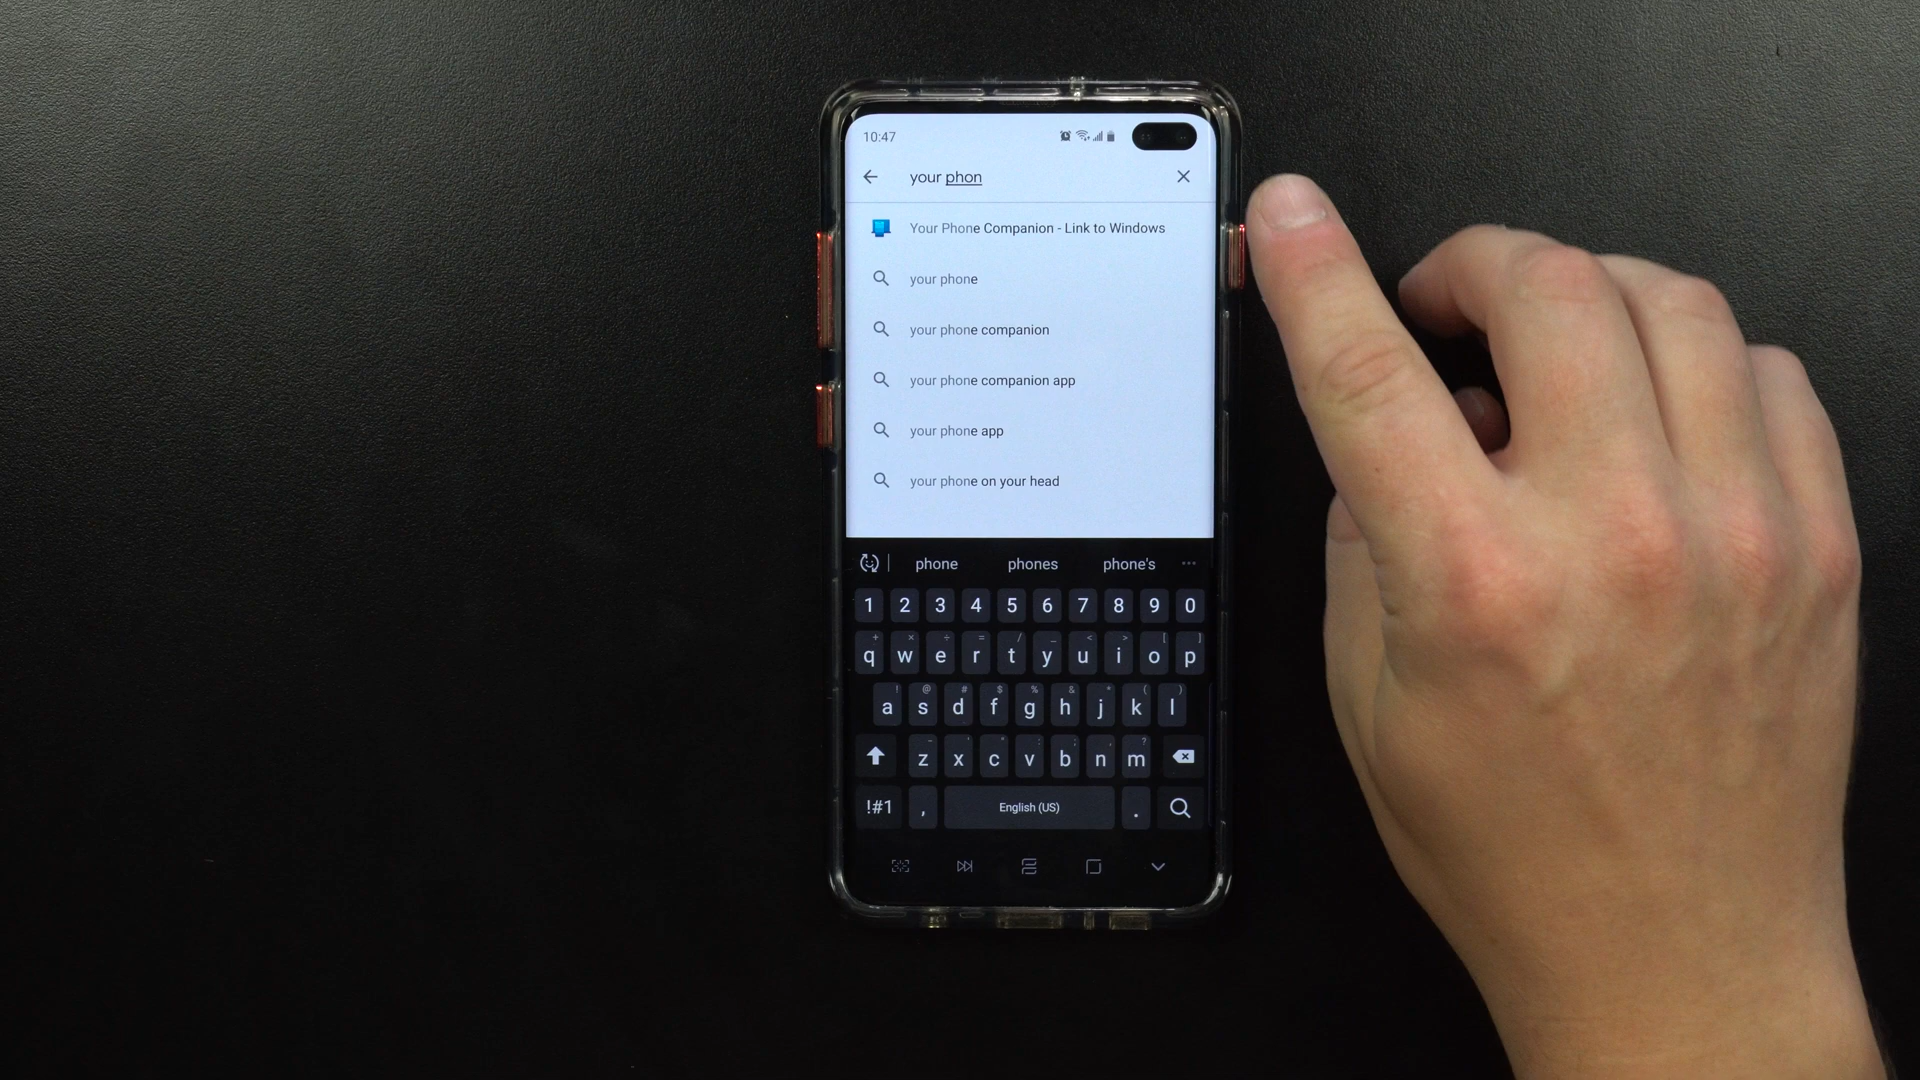 10:47
your phon
Your Phone Companion - Link to Windows
your phone
your phone companion
your phone companion app
your phone app
your phone on your head
phone phones phone's
1 2 3 4 5 6 7 8 9 0
+ × ÷ = / _ < > [ ]
q w e r t y u i o p
! @ # $ % & * ( )
a s d f g h j k l
z x c v b n m
!#1 , English (US) .